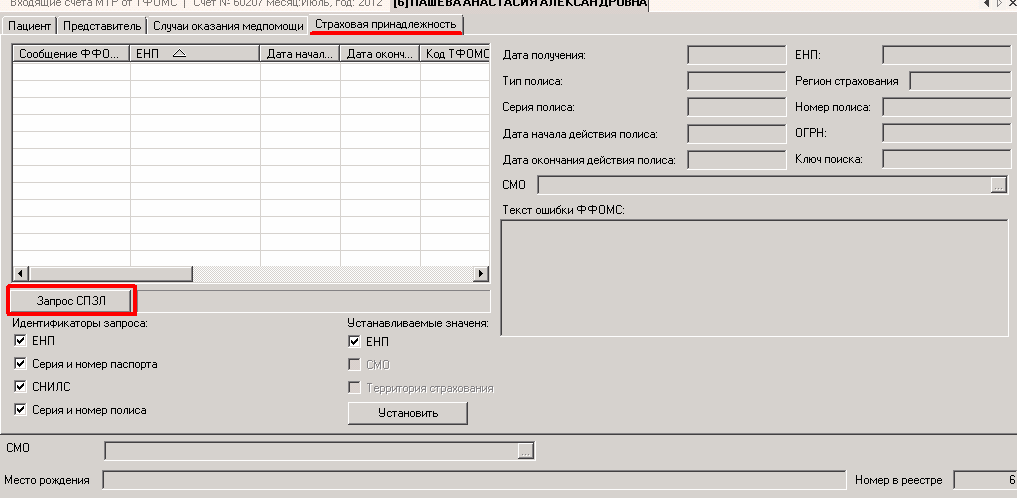 Входящие счета МТР от ТФОМС | Счет № 60207 Месяц:Июль, год: 2012 [6]ПАШЕВА АНАСТАСИЯ АЛЕКСАНДРОВНА
Пациент Представитель Случаи оказания медпомощи Страховая принадлежность
Сообщение ФФО... ЕНП Дата начал... Дата оконч... Код ТФОМС
Дата получения: ЕНП:
Тип полиса: Регион страхования
Серия полиса: Номер полиса:
Дата начала действия полиса: ОГРН:
Дата окончания действия полиса: Ключ поиска:
СМО ...
Текст ошибки ФФОМС:
Запрос СПЗЛ
Идентификаторы запроса: Устанавливаемые значеня:
ЕНП ЕНП
Серия и номер паспорта СМО
СНИЛС Территория страхования
Серия и номер полиса Установить
СМО ...
Место рождения Номер в реестре 6